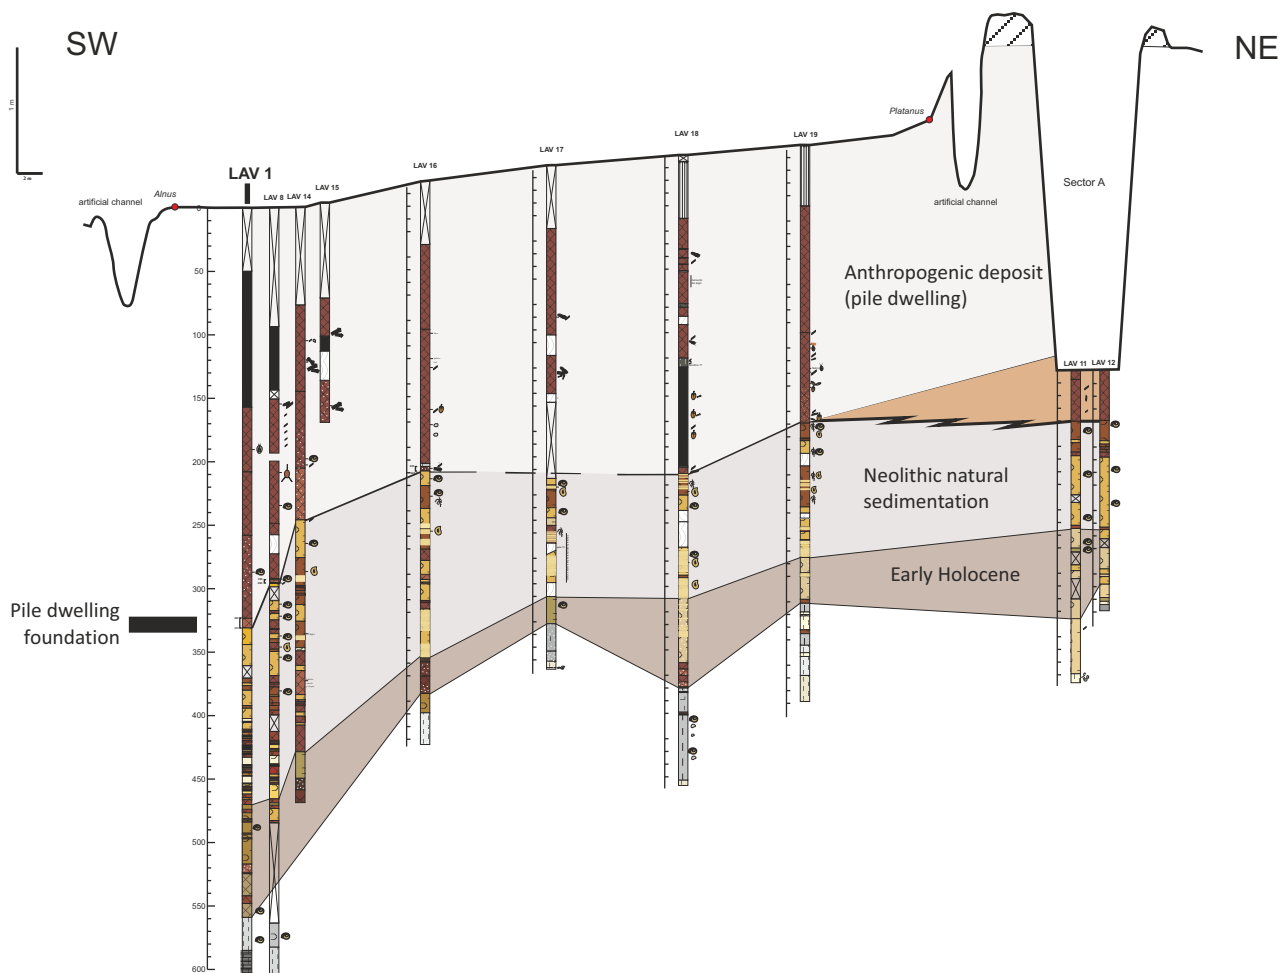 SW
NE
1 m
2 m
Platanus
LAV 19
LAV 18
LAV 17
LAV 16
LAV 1
LAV 15
LAV 8
LAV 14
Alnus
artificial channel
artificial channel
Sector A
0
50
100
150
200
250
300
350
400
450
500
550
600
Anthropogenic deposit
(pile dwelling)
LAV 11
LAV 12
Neolithic natural
sedimentation
Early Holocene
Pile dwelling
foundation